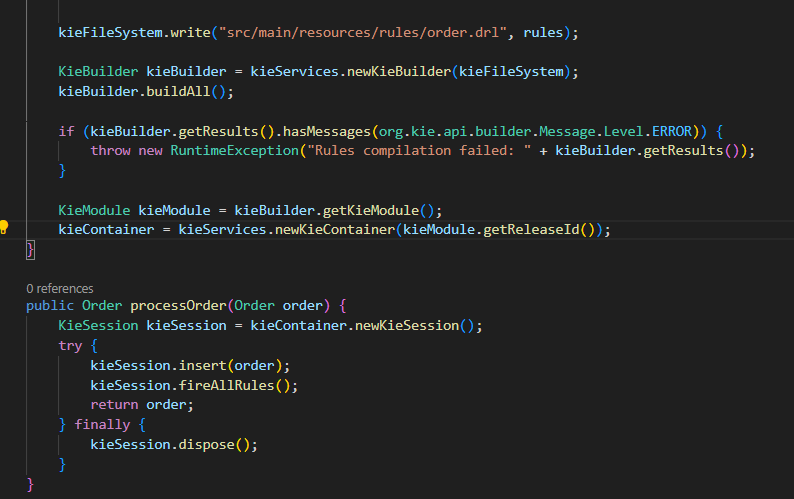 kieFileSystem.write("src/main/resources/rules/order.drl", rules);
KieBuilder kieBuilder = kieServices.newKieBuilder(kieFileSystem);
kieBuilder.buildAll();
if (kieBuilder.getResults().hasMessages(org.kie.api.builder.Message.Level.ERROR)) {
throw new RuntimeException("Rules compilation failed: " + kieBuilder.getResults());
}
KieModule kieModule = kieBuilder.getKieModule();
kieContainer = kieServices.newKieContainer(kieModule.getReleaseId());
}
0 references
public Order processOrder(Order order) {
KieSession kieSession = kieContainer.newKieSession();
try {
kieSession.insert(order);
kieSession.fireAllRules();
return order;
} finally {
kieSession.dispose();
}
}